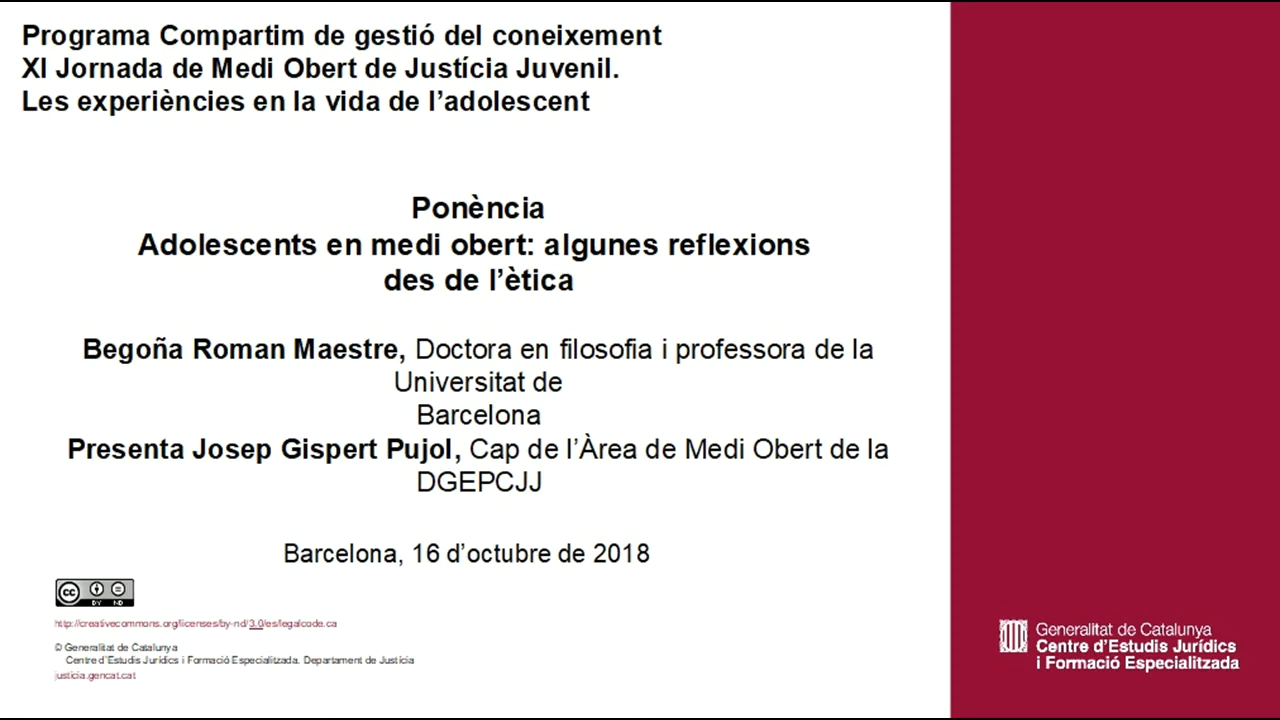 Programa Compartim de gestió del coneixement
XI Jornada de Medi Obert de Justícia Juvenil.
Les experiències en la vida de l’adolescent
Ponència
Adolescents en medi obert: algunes reflexions
des de l’ètica
Begoña Roman Maestre, Doctora en filosofia i professora de la
Universitat de
Barcelona
Presenta Josep Gispert Pujol, Cap de l’Àrea de Medi Obert de la
DGEPCJJ
Barcelona, 16 d’octubre de 2018
cc
BY ND
http://creativecommons.org/licenses/by-nd/3.0/es/legalcode.ca
© Generalitat de Catalunya
Centre d’Estudis Jurídics i Formació Especialitzada. Departament de Justícia
justicia.gencat.cat
Generalitat de Catalunya
Centre d’Estudis Jurídics
i Formació Especialitzada